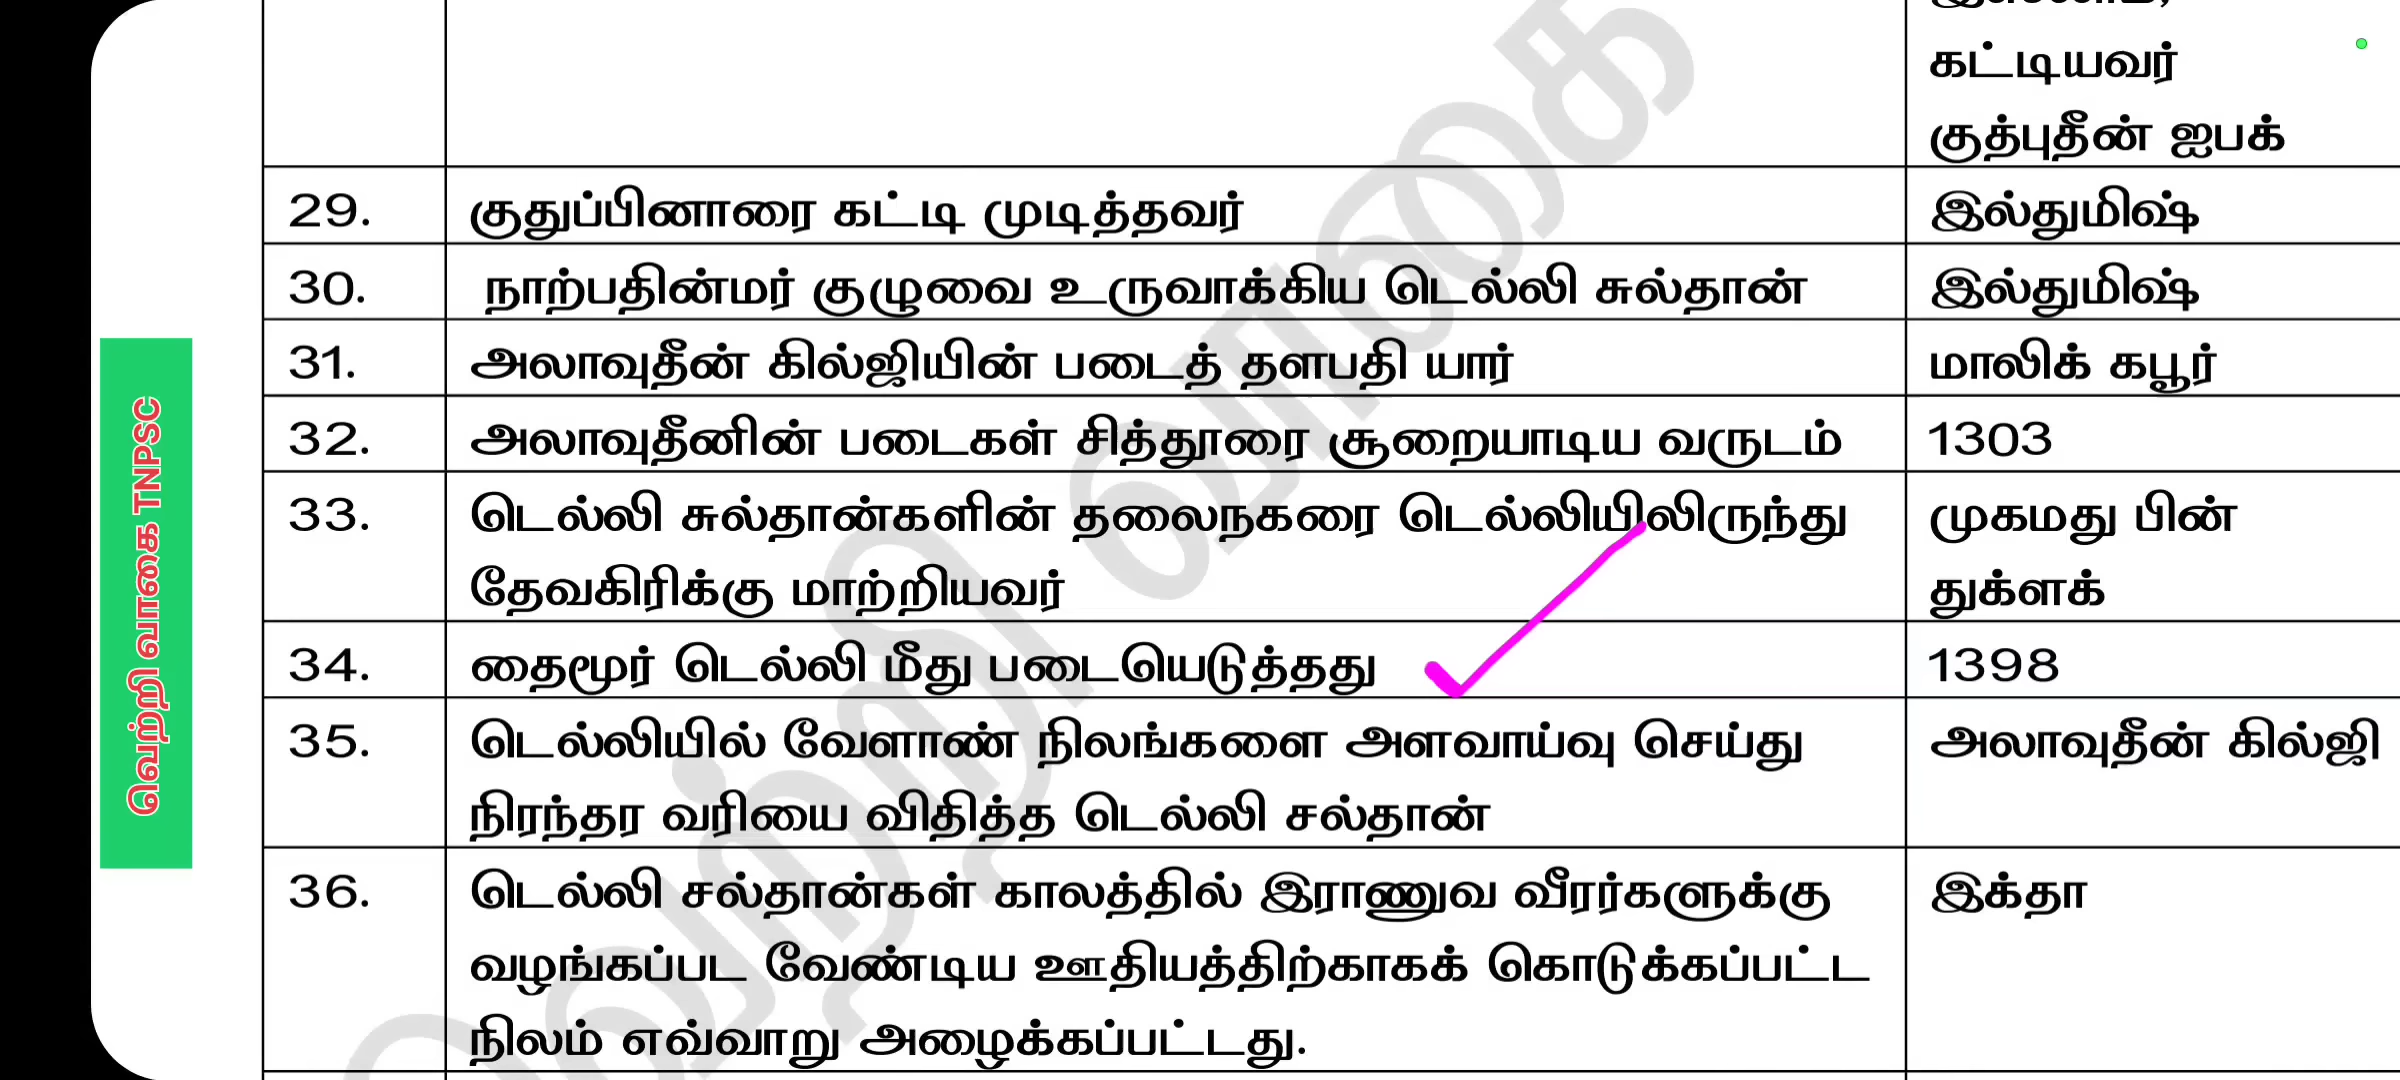 கட்டியவர்
குத்புதீன் ஐபக்
29. குதுப்பினாரை கட்டி முடித்தவர் இல்துமிஷ்
30. நாற்பதின்மர் குழுவை உருவாக்கிய டெல்லி சுல்தான் இல்துமிஷ்
31. அலாவுதீன் கில்ஜியின் படைத் தளபதி யார் மாலிக் கபூர்
32. அலாவுதீனின் படைகள் சித்தூரை சூறையாடிய வருடம் 1303
33. டெல்லி சுல்தான்களின் தலைநகரை டெல்லியிலிருந்து முகமது பின்
தேவகிரிக்கு மாற்றியவர் துக்ளக்
34. தைமூர் டெல்லி மீது படையெடுத்தது 1398
35. டெல்லியில் வேளாண் நிலங்களை அளவாய்வு செய்து அலாவுதீன் கில்ஜி
நிரந்தர வரியை விதித்த டெல்லி சல்தான்
36. டெல்லி சல்தான்கள் காலத்தில் இராணுவ வீரர்களுக்கு இக்தா
வழங்கப்பட வேண்டிய ஊதியத்திற்காகக் கொடுக்கப்பட்ட
நிலம் எவ்வாறு அழைக்கப்பட்டது.
வெற்றி வாகை TNPSC
வெற்றி வாகை